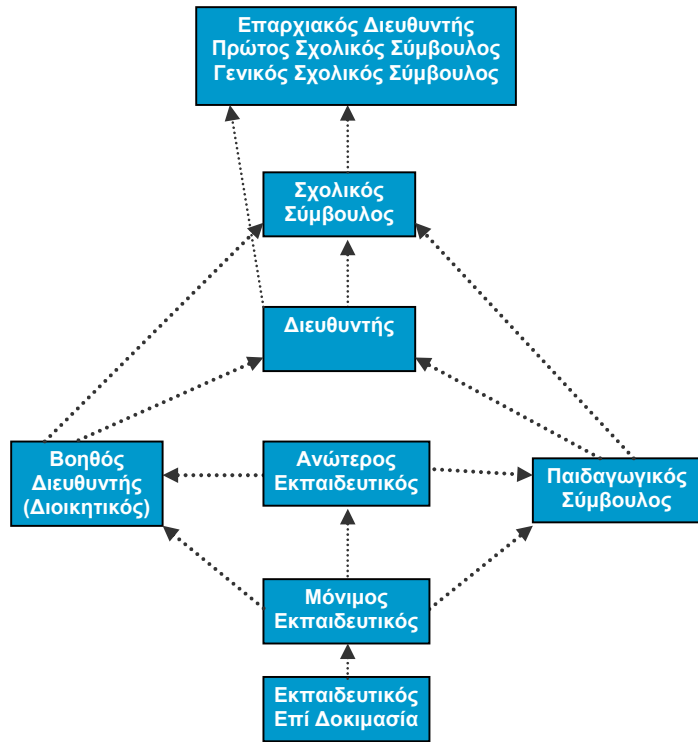 Επαρχιακός Διευθυντής
Πρώτος Σχολικός Σύμβουλος
Γενικός Σχολικός Σύμβουλος
Σχολικός
Σύμβουλος
Διευθυντής
Βοηθός
Διευθυντής
(Διοικητικός)
Ανώτερος
Εκπαιδευτικός
Παιδαγωγικός
Σύμβουλος
Μόνιμος
Εκπαιδευτικός
Εκπαιδευτικός
Επί Δοκιμασία